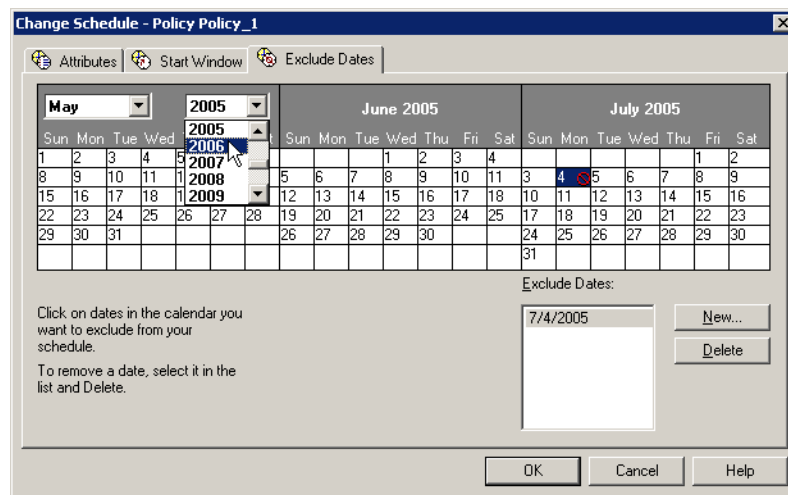 Change Schedule - Policy Policy_1
Attributes Start Window Exclude Dates
May 2005 June 2005 July 2005
2005
2006
2007
2008
2009
Sun Mon Tue Wed Sun Mon Tue Wed Thu Fri Sat Sun Mon Tue Wed Thu Fri Sat
1 2 3 4 5 1 2 3 4 1 2
8 9 10 11 1 5 6 7 8 9 10 11 3 4 5 6 7 8 9
15 16 17 18 1 12 13 14 15 16 17 18 10 11 12 13 14 15 16
22 23 24 25 26 27 28 19 20 21 22 23 24 25 17 18 19 20 21 22 23
29 30 31 26 27 28 29 30 24 25 26 27 28 29 30
31
Exclude Dates:
Click on dates in the calendar you
want to exclude from your
schedule.
To remove a date, select it in the
list and Delete.
7/4/2005
New...
Delete
OK Cancel Help